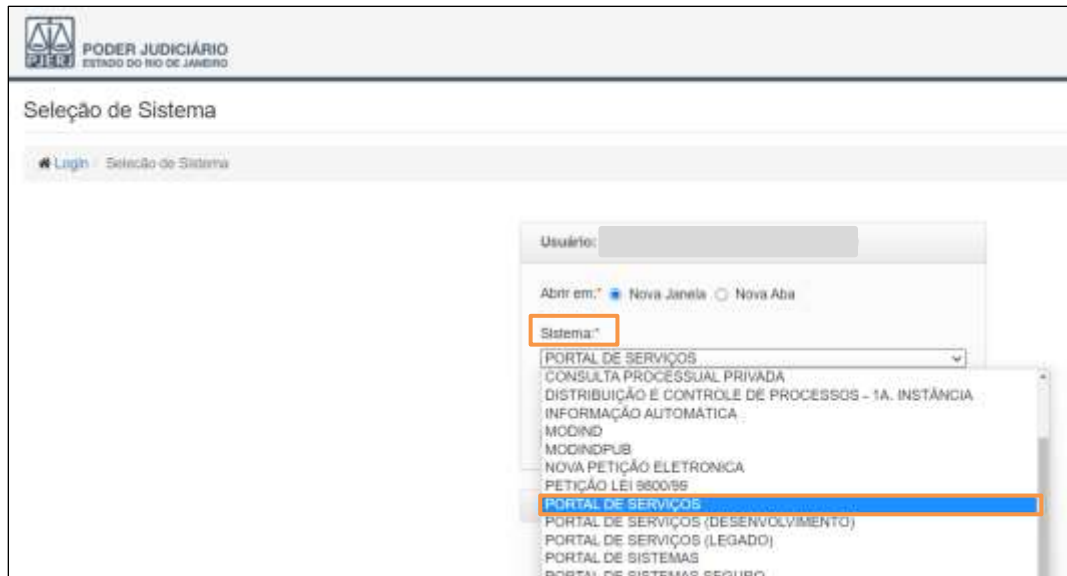 PJERJ
PODER JUDICIÁRIO
ESTADO DO RIO DE JANEIRO
Seleção de Sistema
Login / Seleção de Sistema
Usuário:
Abrir em:* Nova Janela Nova Aba
Sistema:*
PORTAL DE SERVIÇOS
CONSULTA PROCESSUAL PRIVADA
DISTRIBUIÇÃO E CONTROLE DE PROCESSOS - 1A. INSTÂNCIA
INFORMAÇÃO AUTOMÁTICA
MODIND
MODINDPUB
NOVA PETIÇÃO ELETRONICA
PETIÇÃO LEI 9800/99
PORTAL DE SERVIÇOS
PORTAL DE SERVIÇOS (DESENVOLVIMENTO)
PORTAL DE SERVIÇOS (LEGADO)
PORTAL DE SISTEMAS
PORTAL DE SISTEMAS SEGURO